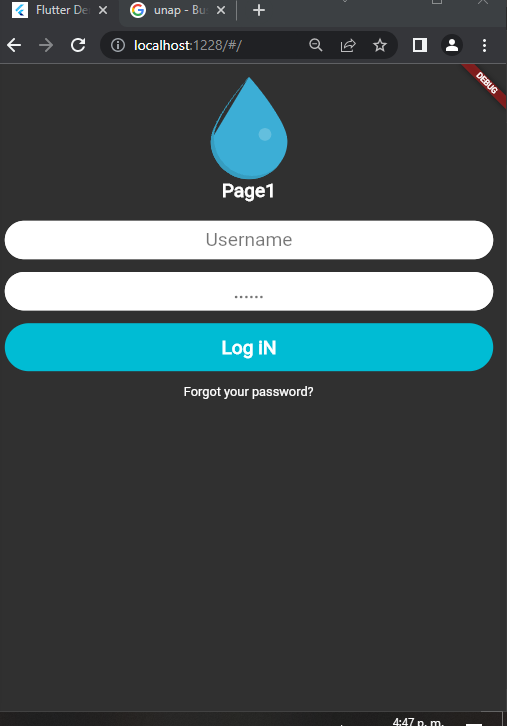 Flutter De
unap - Bu
localhost:1228/#/
DEBUG
Page1
Username
......
Log iN
Forgot your password?
4:47 p. m.